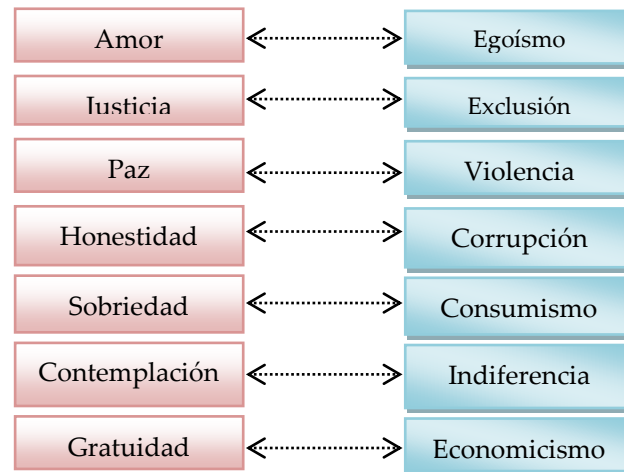 Amor
Egoísmo
Justicia
Exclusión
Paz
Violencia
Honestidad
Corrupción
Sobriedad
Consumismo
Contemplación
Indiferencia
Gratuidad
Economicismo